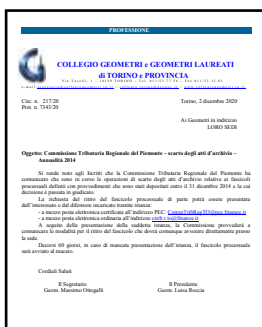 PROFESSIONE
COLLEGIO GEOMETRI e GEOMETRI LAUREATI
di TORINO e PROVINCIA
Circ. n. 217/20
Prot. n. 7343/20
Torino, 2 dicembre 2020
Ai Geometri in indirizzo
LORO SEDI
Oggetto: Commissione Tributaria Regionale del Piemonte – scarto degli atti d'archivio –
Annualità 2014
Si rende noto agli Iscritti che la Commissione Tributaria Regionale del Piemonte ha
comunicato che sono in corso le operazioni di scarto degli atti d'archivio relative ai fascicoli
processuali definiti con provvedimenti che sono stati depositati entro il 31 dicembre 2014 e la cui
decisione è passata in giudicato.
La richiesta del ritiro del fascicolo processuale di parte potrà essere presentata
dall'interessato o dal difensore incaricato tramite istanza:
- a mezzo posta elettronica certificata all'indirizzo PEC:
- a mezzo posta elettronica ordinaria all'indirizzo
A seguito della presentazione della suddetta istanza, la Commissione provvederà a
comunicare le modalità per il ritiro del fascicolo che dovrà comunque avvenire direttamente presso
la sede.
Decorsi 60 giorni, in caso di mancata presentazione dell'istanza, il fascicolo processuale
sarà avviato al macero.
Cordiali Saluti
Il Segretario
Geom. Massimo Ottogalli
Il Presidente
Geom. Luisa Roccia